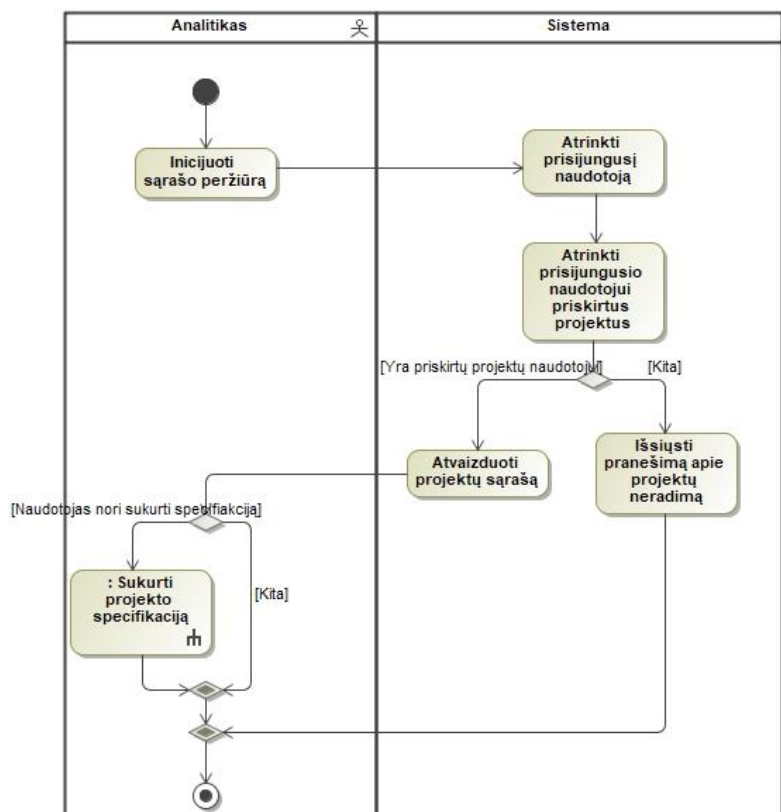 Analitikas
Sistema
Inicijuoti
sąrašo peržiūrą
Atrinkti
prisijungusį
naudotoją
Atrinkti
prisijungusio
naudotojui
priskirtus
projektus
[Yra priskirtų projektų naudotojui]
[Kita]
Atvaizduoti
projektų sąrašą
Išsiųsti
pranešimą apie
projektų
neradimą
[Naudotojas nori sukurti specifiakciją]
: Sukurti
projekto
specifikaciją
[Kita]